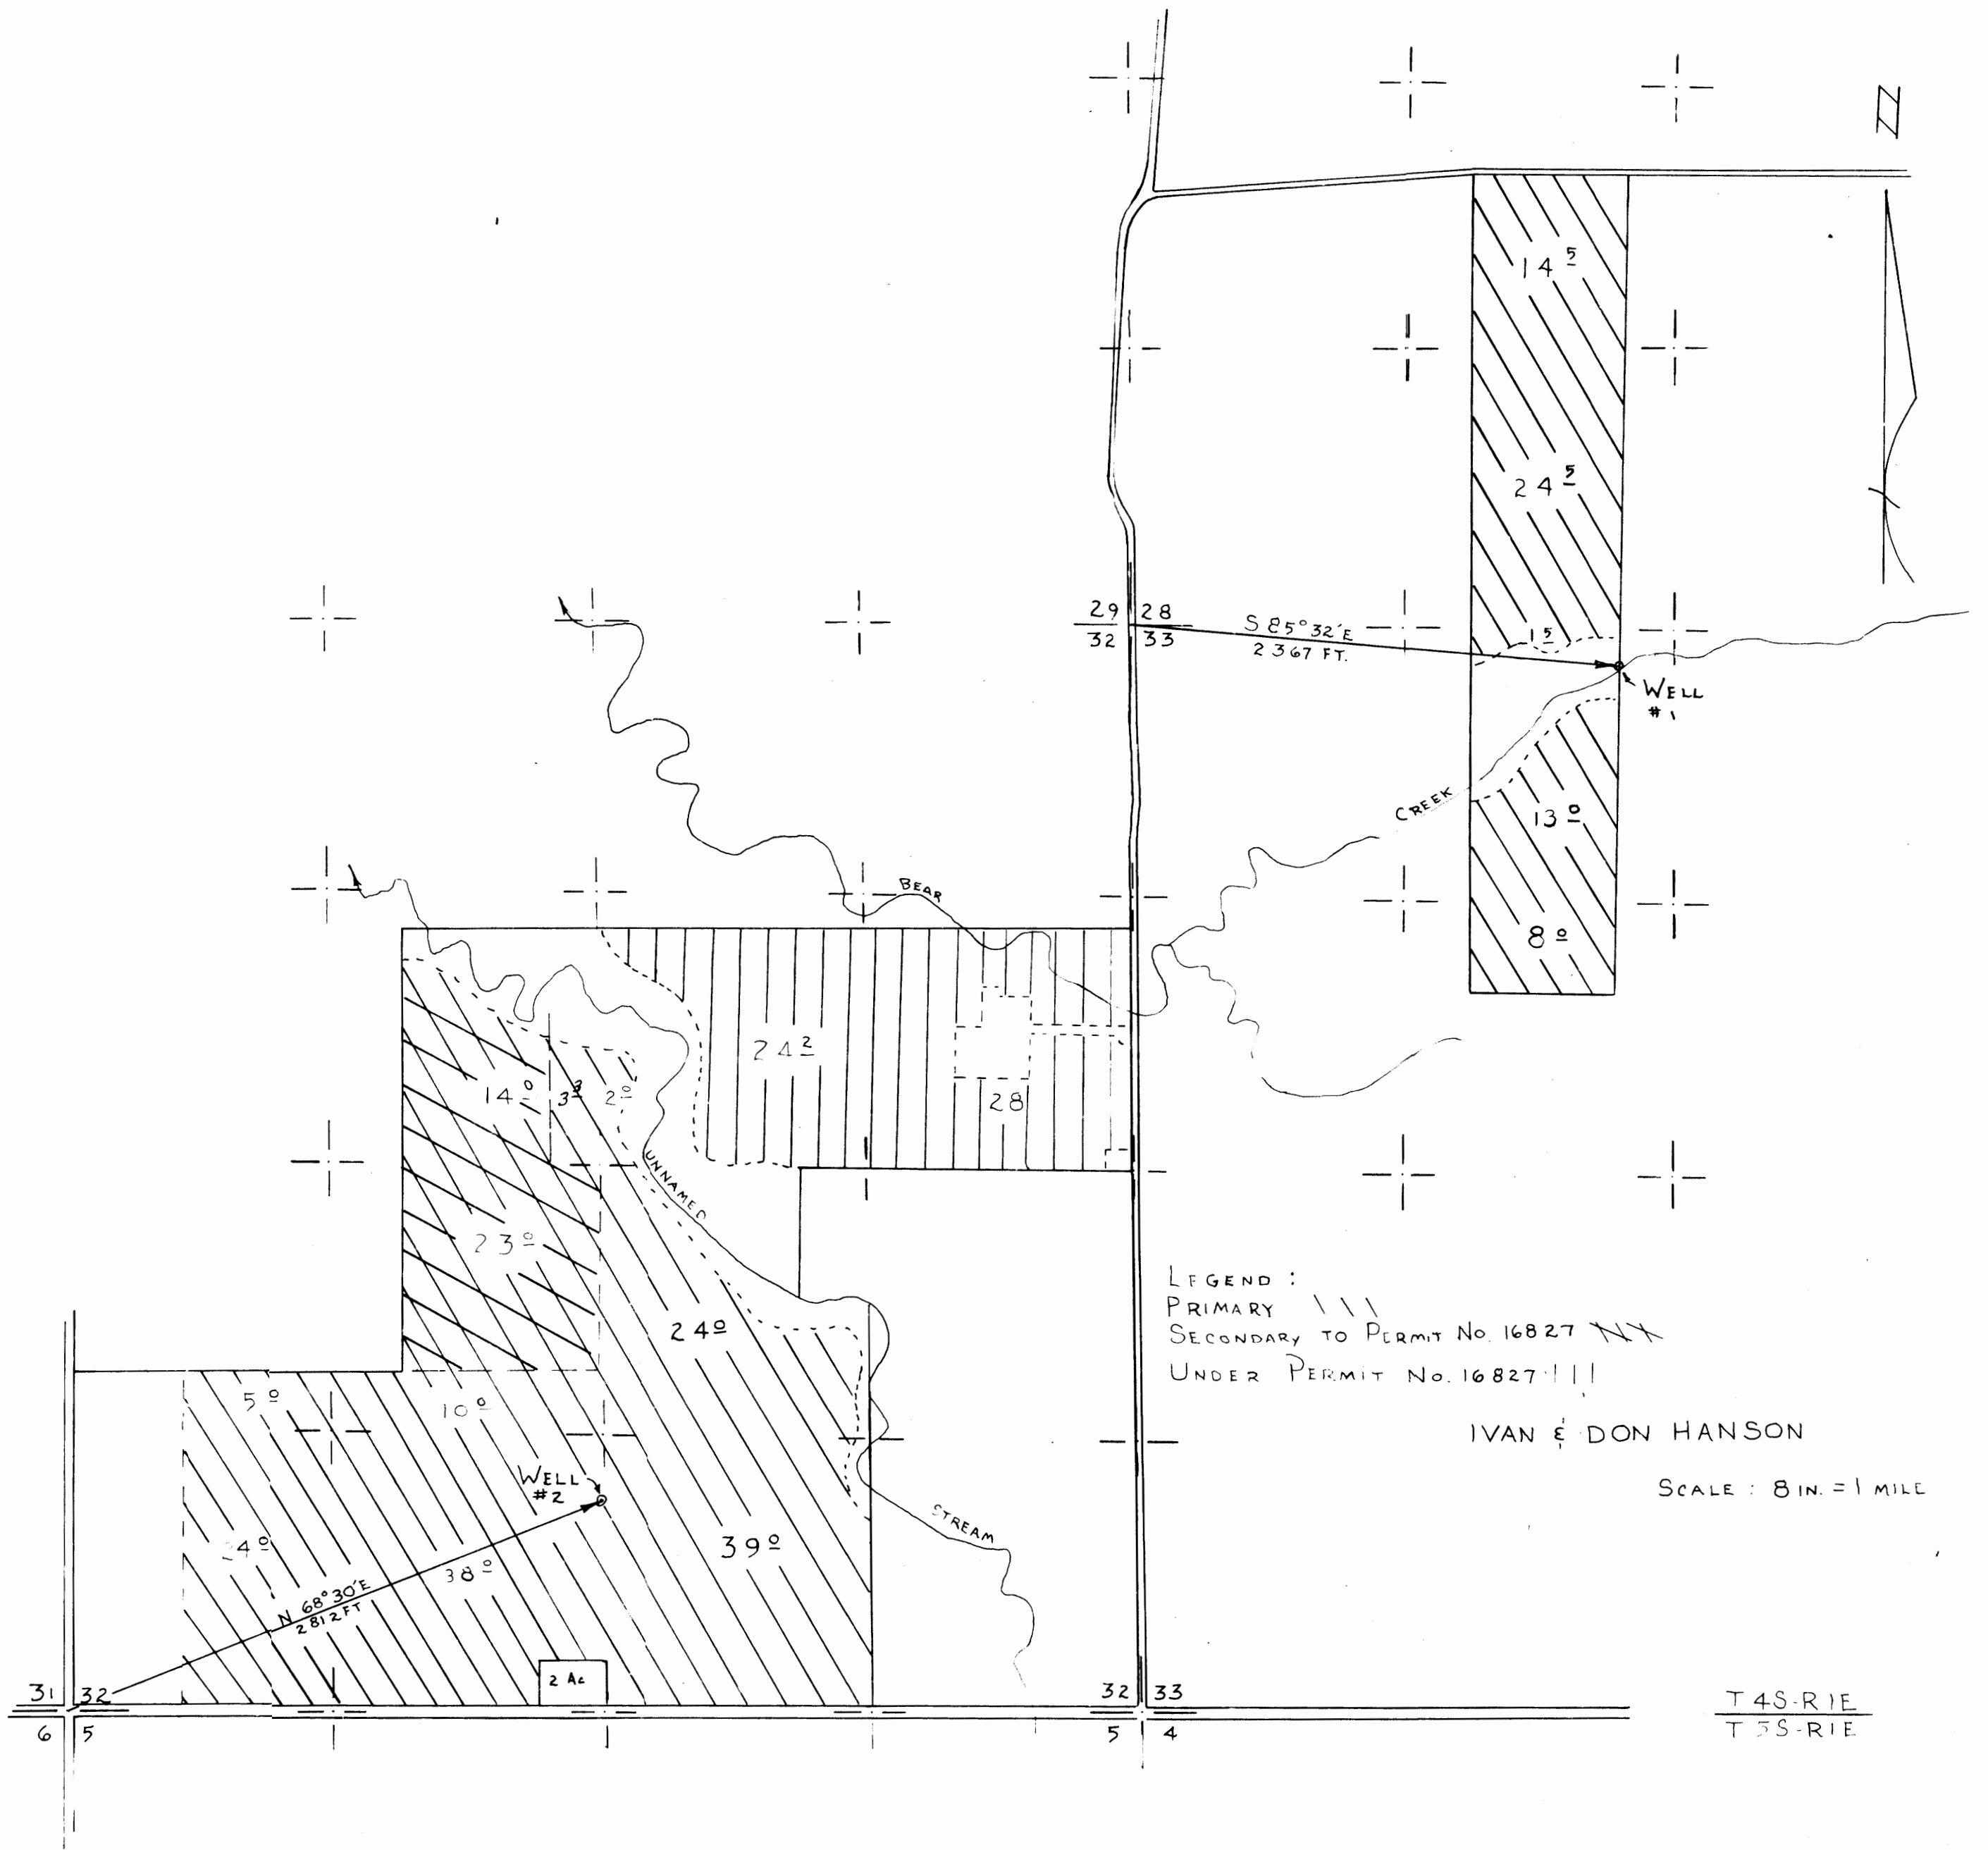 N
14 5
24 5
29 28
32 33
S 85° 32' E
2367 FT.
1 5
WELL
# 1
CREEK
13 0
8 0
BEAR
24 2
28
14 0 3 3 2 0
UNNAMED
23 0
24 0
LEGEND :
PRIMARY \ \ \
SECONDARY TO PERMIT No. 16827
UNDER PERMIT No. 16827 | | |
IVAN & DON HANSON
SCALE : 8 IN. = 1 MILE
5 0
10 0
WELL
#2
STREAM
4 0
38 0
39 0
N 68° 30' E
2812 FT
2 Ac
31 32
6 5
32 33
5 4
T 4S-R1E
T 5S-R1E